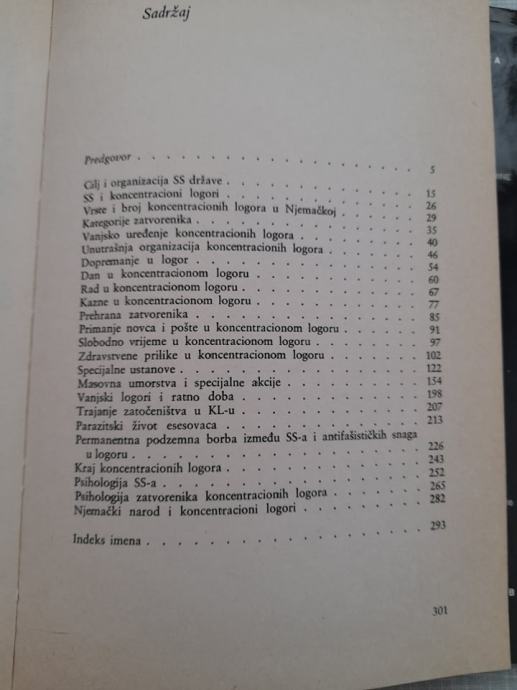 Sadržaj
Predgovor . . . . . . . . . . . . . . . . . . 5
Cilj i organizacija SS države . . . . . . . . . . . . 15
SS i koncentracioni logori . . . . . . . . . . . . 26
Vrste i broj koncentracionih logora u Njemačkoj . . . . . 29
Kategorije zatvorenika . . . . . . . . . . . . . 35
Vanjsko uređenje koncentracionih logora . . . . . . . 40
Unutrašnja organizacija koncentracionih logora . . . . . . 46
Dopremanje u logor . . . . . . . . . . . . . . 54
Dan u koncentracionom logoru . . . . . . . . . . . 60
Rad u koncentracionom logoru . . . . . . . . . . . 67
Kazne u koncentracionom logoru . . . . . . . . . . 77
Prehrana zatvorenika . . . . . . . . . . . . . . 85
Primanje novca i pošte u koncentracionom logoru . . . . . 91
Slobodno vrijeme u koncentracionom logoru . . . . . . . 97
Zdravstvene prilike u koncentracionom logoru . . . . . . 102
Specijalne ustanove . . . . . . . . . . . . . . 122
Masovna umorstva i specijalne akcije . . . . . . . . . 154
Vanjski logori i ratno doba . . . . . . . . . . . . 198
Trajanje zatočeništva u KL-u . . . . . . . . . . . 207
Parazitski život esesovaca . . . . . . . . . . . . 213
Permanentna podzemna borba između SS-a i antifašističkih snaga
u logoru . . . . . . . . . . . . . . . . . 226
Kraj koncentracionih logora . . . . . . . . . . . . 243
Psihologija SS-a . . . . . . . . . . . . . . . 252
Psihologija zatvorenika koncentracionih logora . . . . . . 265
Njemački narod i koncentracioni logori . . . . . . . . 282
Indeks imena . . . . . . . . . . . . . . . . 293
301
A
B